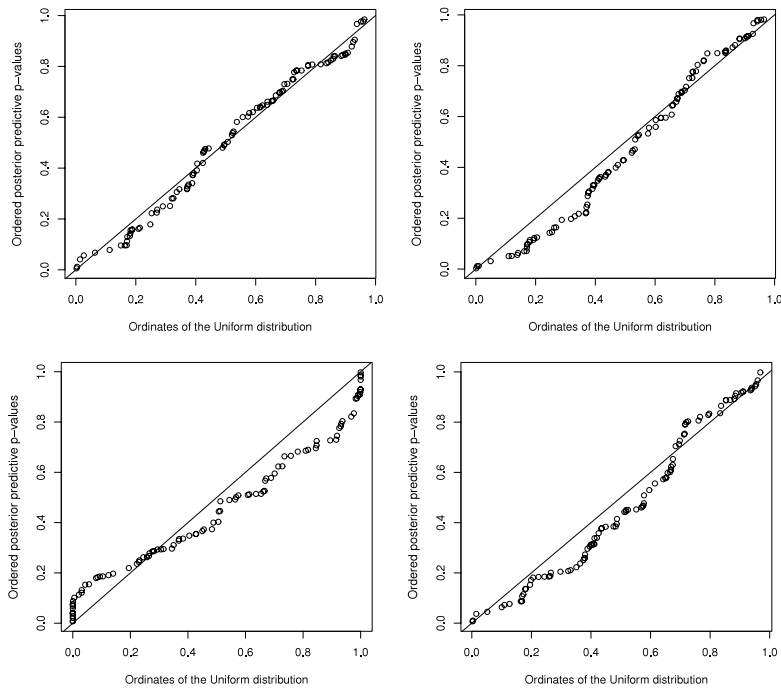 Ordered posterior predictive p−values
1.0
0.8
0.6
0.4
0.2
0.0
0.0 0.2 0.4 0.6 0.8 1.0
Ordinates of the Uniform distribution
Ordered posterior predictive p−values
1.0
0.8
0.6
0.4
0.2
0.0
0.0 0.2 0.4 0.6 0.8 1.0
Ordinates of the Uniform distribution
Ordered posterior predictive p−values
1.0
0.8
0.6
0.4
0.2
0.0
0.0 0.2 0.4 0.6 0.8 1.0
Ordinates of the Uniform distribution
Ordered posterior predictive p−values
1.0
0.8
0.6
0.4
0.2
0.0
0.0 0.2 0.4 0.6 0.8 1.0
Ordinates of the Uniform distribution